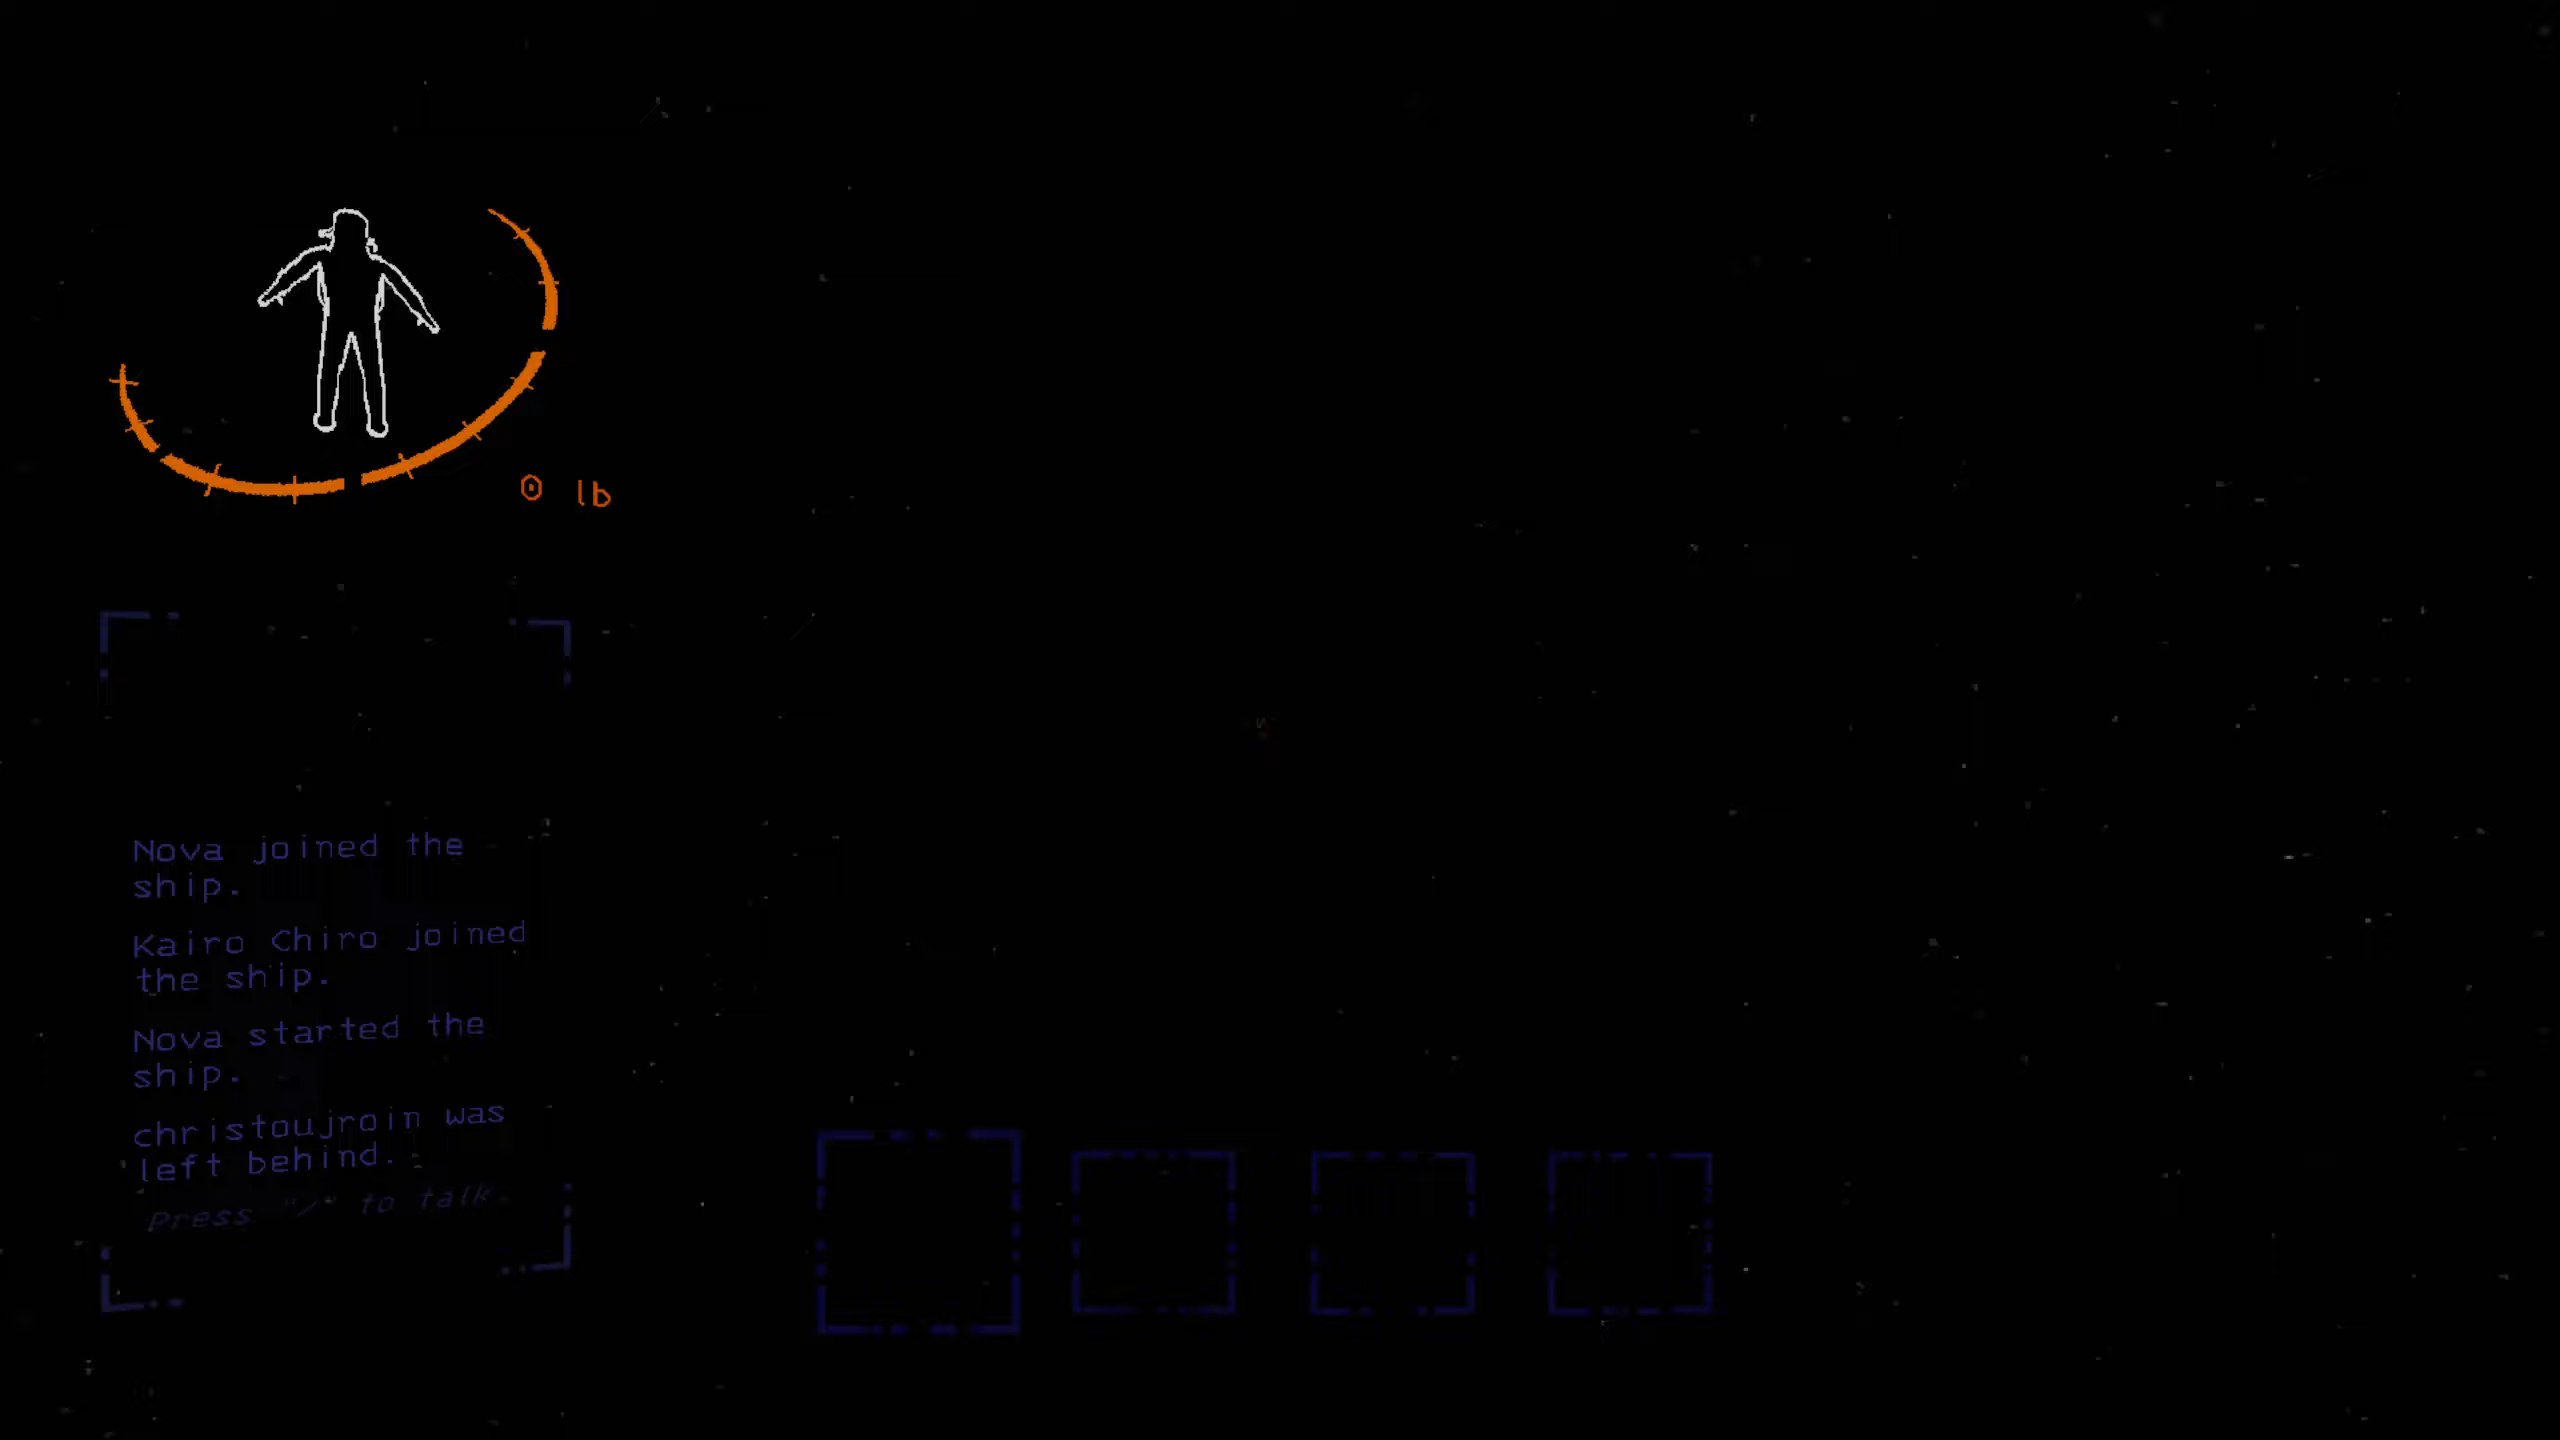 0 lb
Nova joined the
ship.
Kairo Chiro joined
the ship.
Nova started the
ship.
christoujroin was
left behind.
Press "/" to talk.